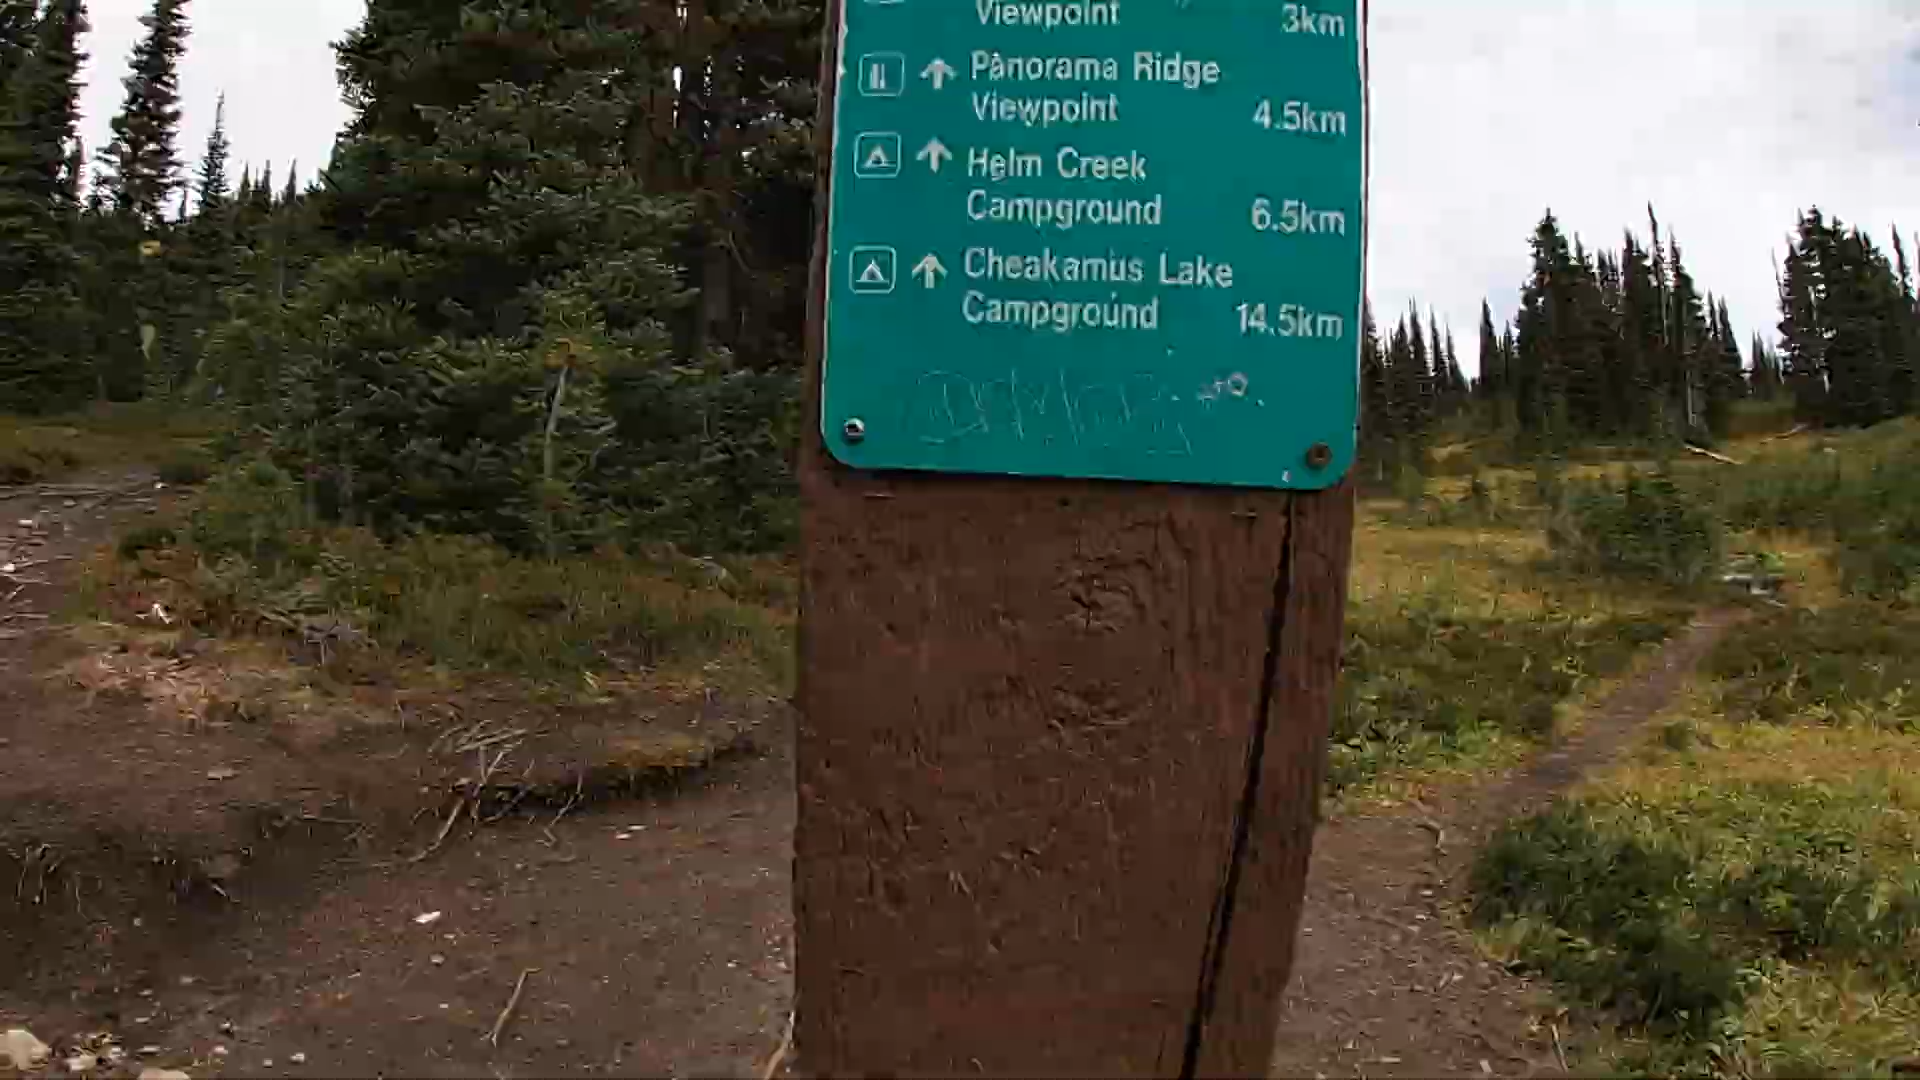 Viewpoint 3km
Panorama Ridge
Viewpoint 4.5km
Helm Creek
Campground 6.5km
Cheakamus Lake
Campground 14.5km